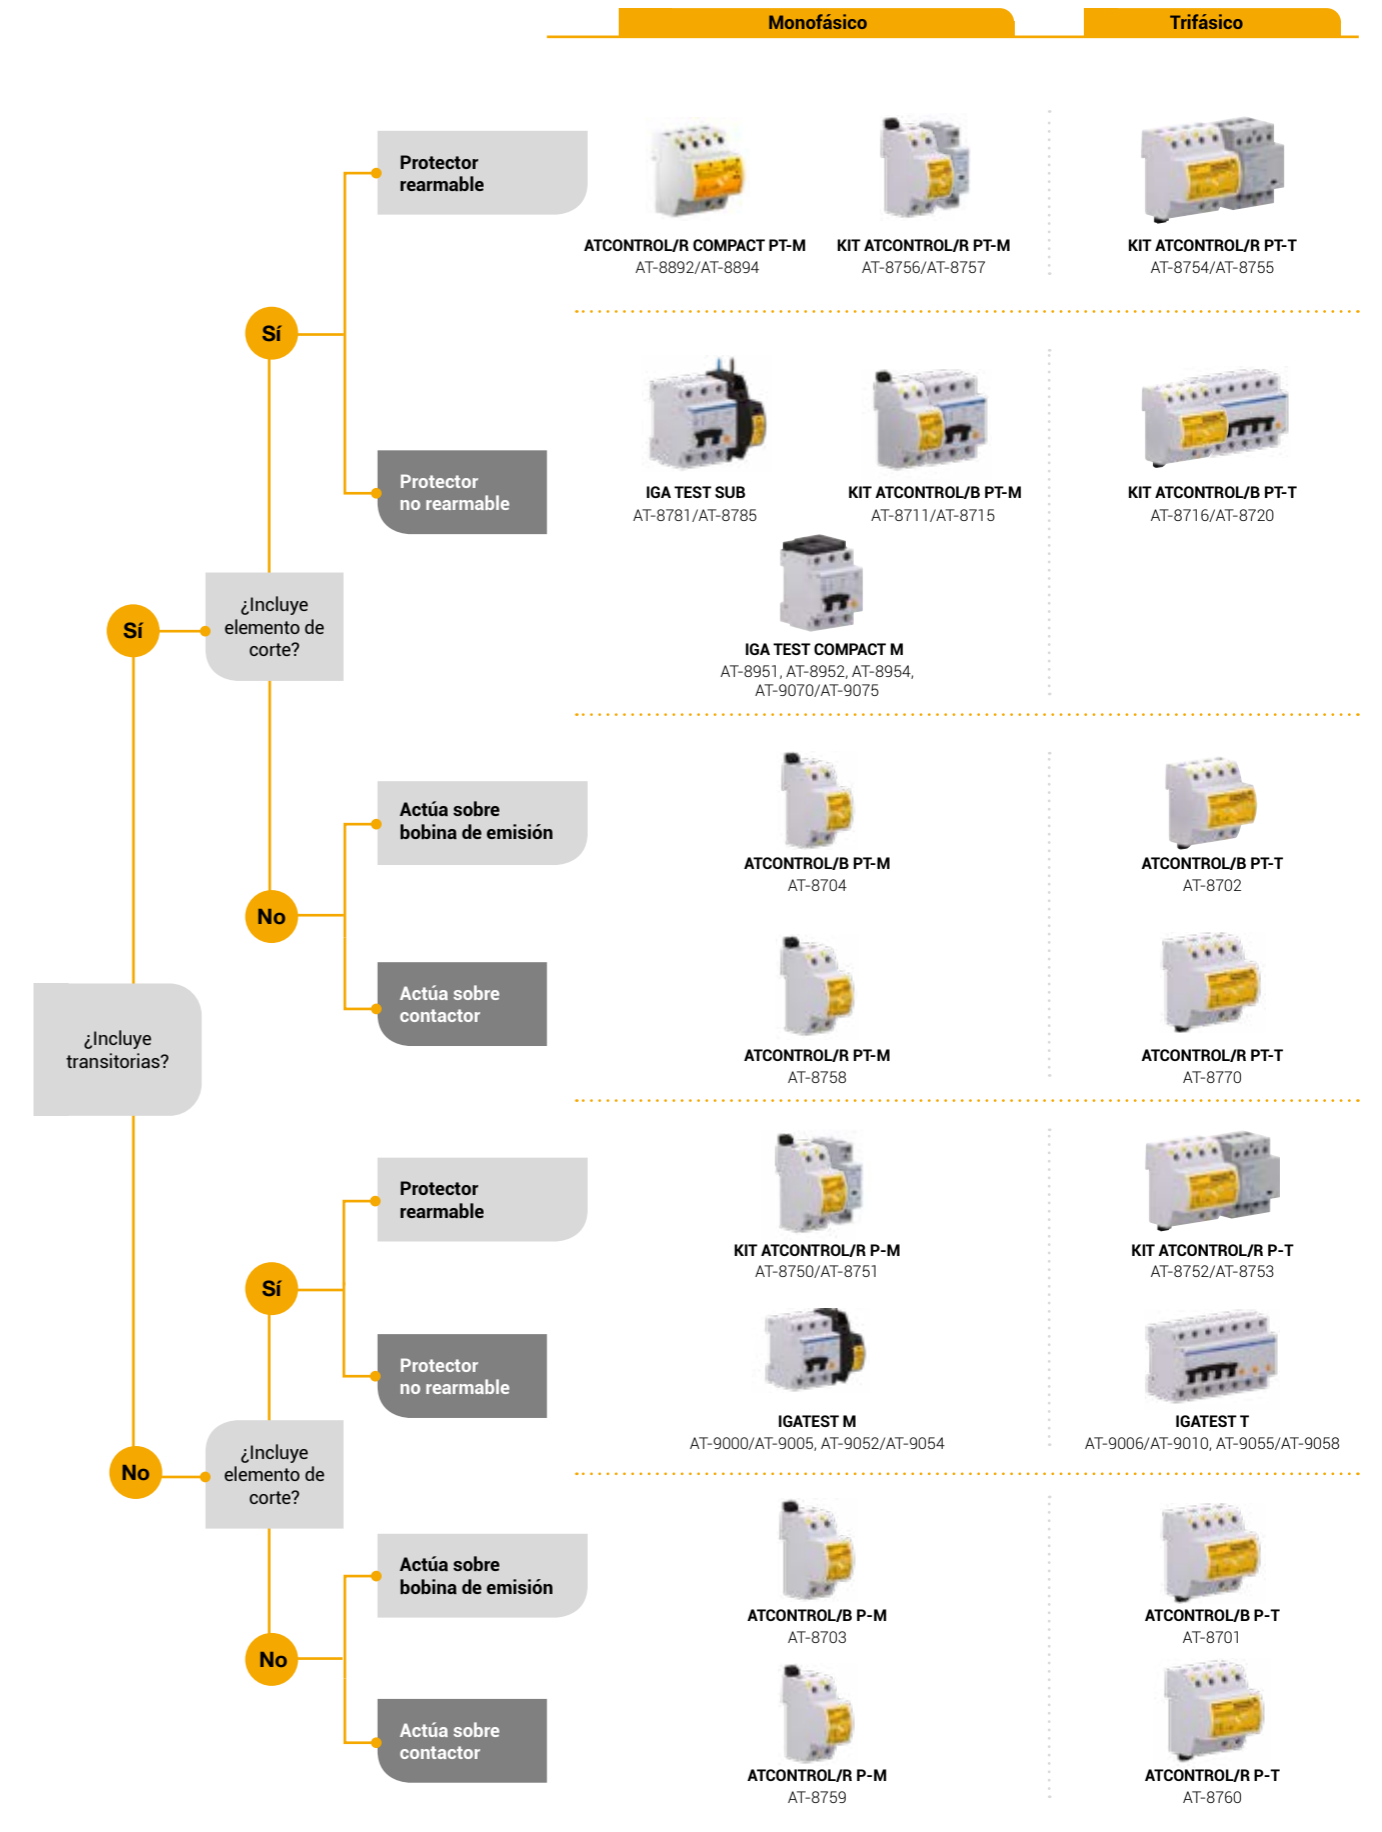 Monofásico
Trifásico
Protector
rearmable
ATCONTROL/R COMPACT PT-M
AT-8892/AT-8894
KIT ATCONTROL/R PT-M
AT-8756/AT-8757
KIT ATCONTROL/R PT-T
AT-8754/AT-8755
Sí
Protector
no rearmable
IGA TEST SUB
AT-8781/AT-8785
KIT ATCONTROL/B PT-M
AT-8711/AT-8715
KIT ATCONTROL/B PT-T
AT-8716/AT-8720
IGA TEST COMPACT M
AT-8951, AT-8952, AT-8954,
AT-9070/AT-9075
Sí
¿Incluye
elemento de
corte?
Actúa sobre
bobina de emisión
ATCONTROL/B PT-M
AT-8704
ATCONTROL/B PT-T
AT-8702
No
Actúa sobre
contactor
ATCONTROL/R PT-M
AT-8758
ATCONTROL/R PT-T
AT-8770
¿Incluye
transitorias?
Protector
rearmable
KIT ATCONTROL/R P-M
AT-8750/AT-8751
KIT ATCONTROL/R P-T
AT-8752/AT-8753
Sí
Protector
no rearmable
IGATEST M
AT-9000/AT-9005, AT-9052/AT-9054
IGATEST T
AT-9006/AT-9010, AT-9055/AT-9058
No
¿Incluye
elemento de
corte?
Actúa sobre
bobina de emisión
ATCONTROL/B P-M
AT-8703
ATCONTROL/B P-T
AT-8701
No
Actúa sobre
contactor
ATCONTROL/R P-M
AT-8759
ATCONTROL/R P-T
AT-8760